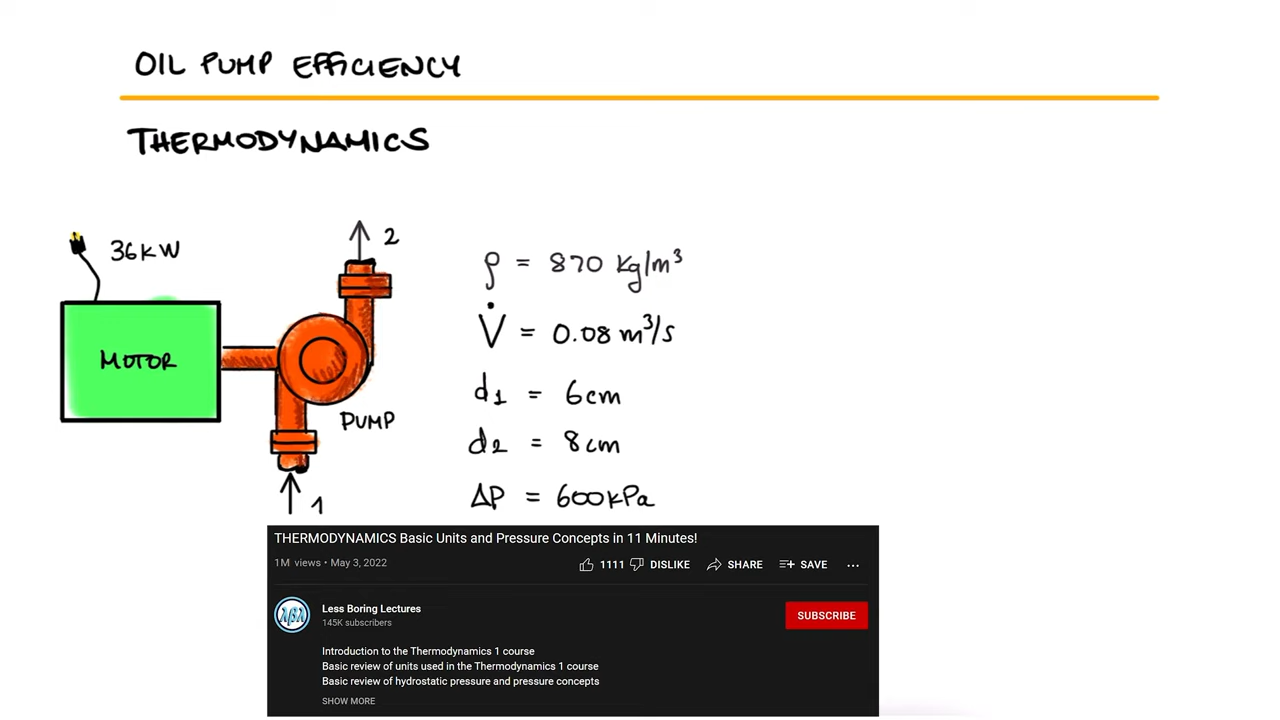 OIL PUMP EFFICIENCY
THERMODYNAMICS
36kW
2
MOTOR
PUMP
1
ρ = 870 kg/m³
V̇ = 0.08 m³/s
d₁ = 6cm
d₂ = 8cm
ΔP = 600kPa
THERMODYNAMICS Basic Units and Pressure Concepts in 11 Minutes!
1M views • May 3, 2022
1111 DISLIKE SHARE SAVE ...
λβλ
Less Boring Lectures
145K subscribers
SUBSCRIBE
Introduction to the Thermodynamics 1 course
Basic review of units used in the Thermodynamics 1 course
Basic review of hydrostatic pressure and pressure concepts
SHOW MORE